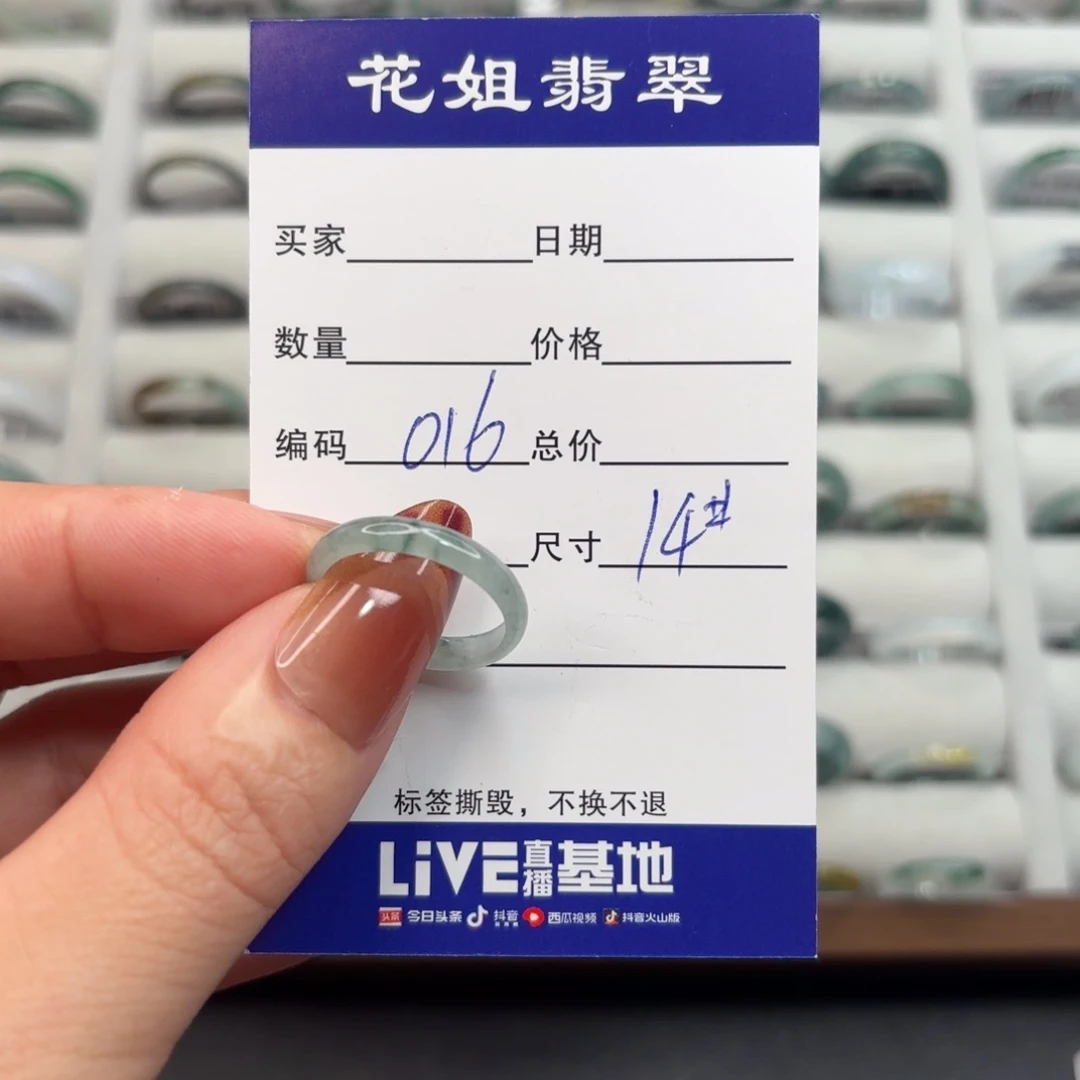 花姐翡翠
买家 日期
数量 价格
编码 016 总价
尺寸 14#
标签撕毁，不换不退
LiVE直播基地
头条 今日头条 抖音 西瓜视频 抖音火山版